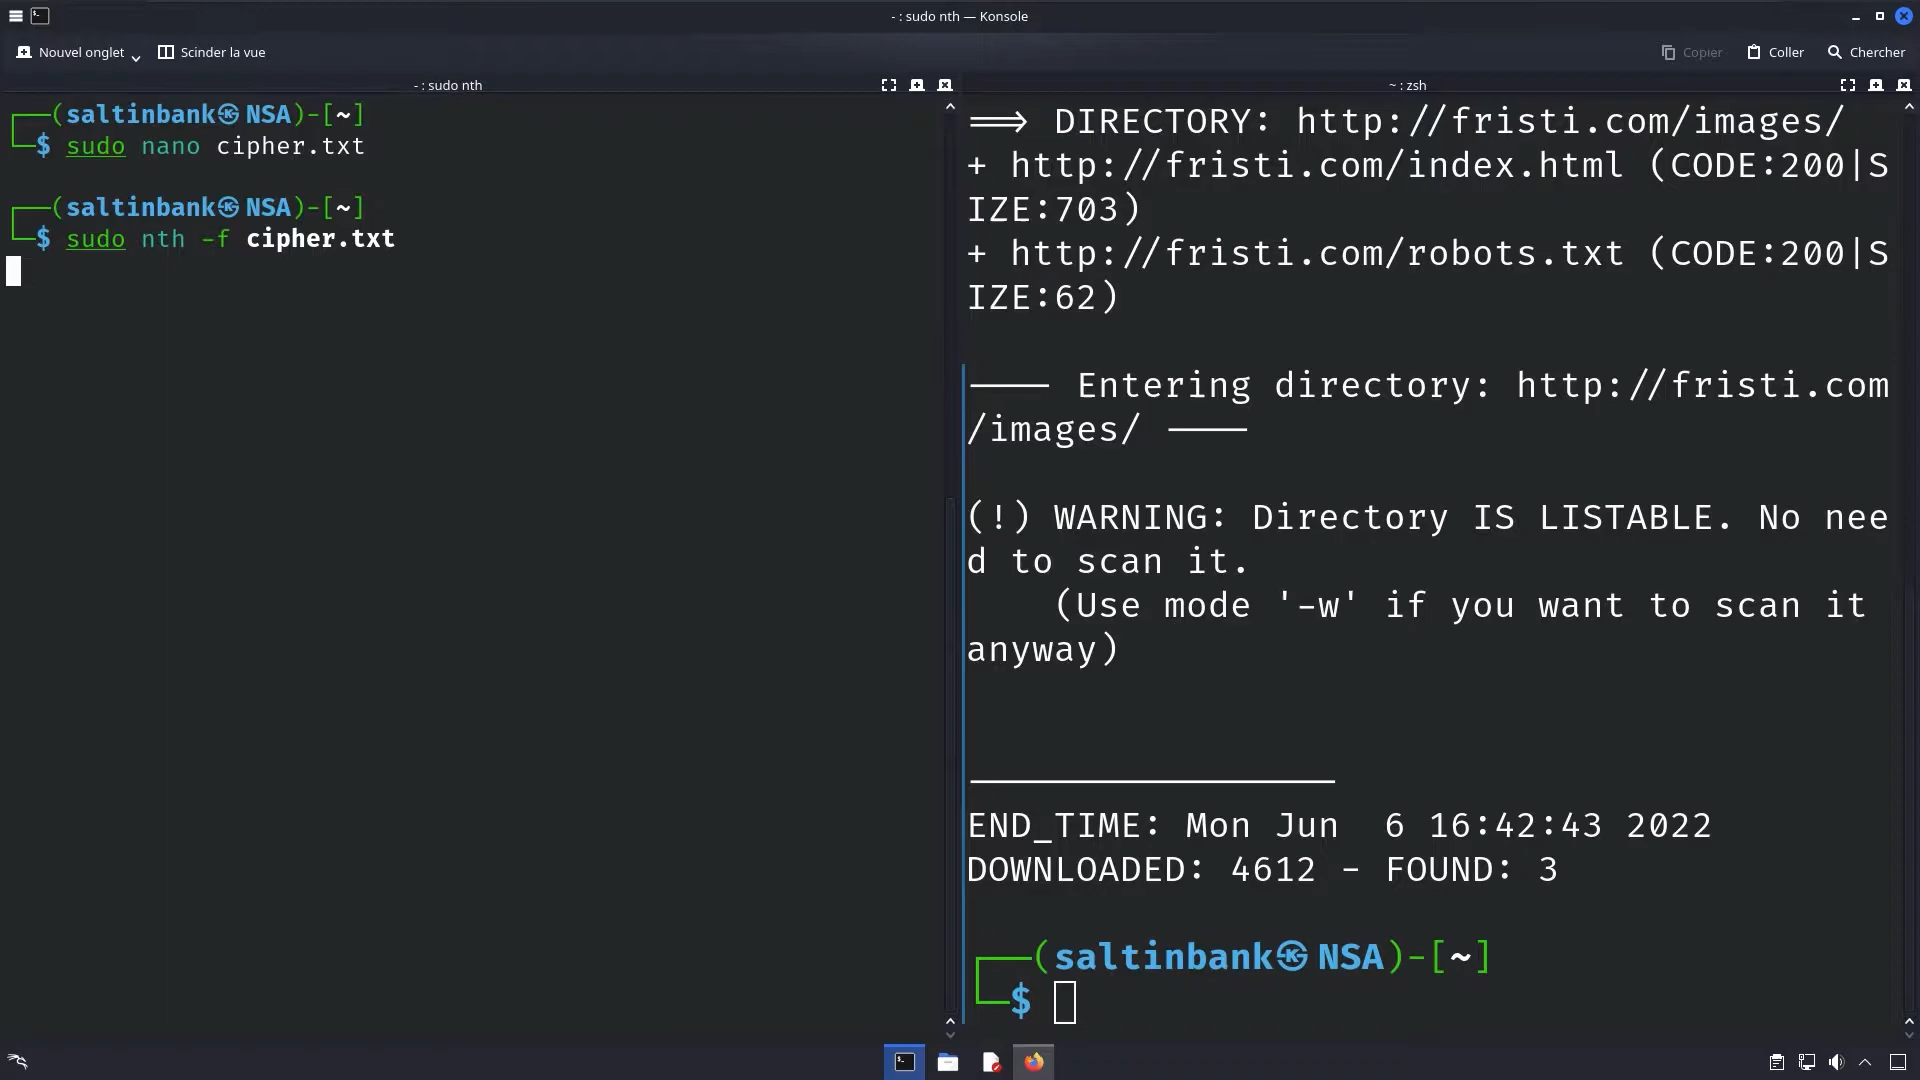 - : sudo nth — Konsole
Nouvel onglet
Scinder la vue
Copier
Coller
Chercher
- : sudo nth
~ : zsh
(saltinbank㉿NSA)-[~]
$ sudo nano cipher.txt
(saltinbank㉿NSA)-[~]
$ sudo nth -f cipher.txt
==> DIRECTORY: http://fristi.com/images/
+ http://fristi.com/index.html (CODE:200|S
IZE:703)
+ http://fristi.com/robots.txt (CODE:200|S
IZE:62)
---- Entering directory: http://fristi.com
/images/ ----
(!) WARNING: Directory IS LISTABLE. No nee
d to scan it.
(Use mode '-w' if you want to scan it
anyway)
-----------------
END_TIME: Mon Jun  6 16:42:43 2022
DOWNLOADED: 4612 - FOUND: 3
(saltinbank㉿NSA)-[~]
$